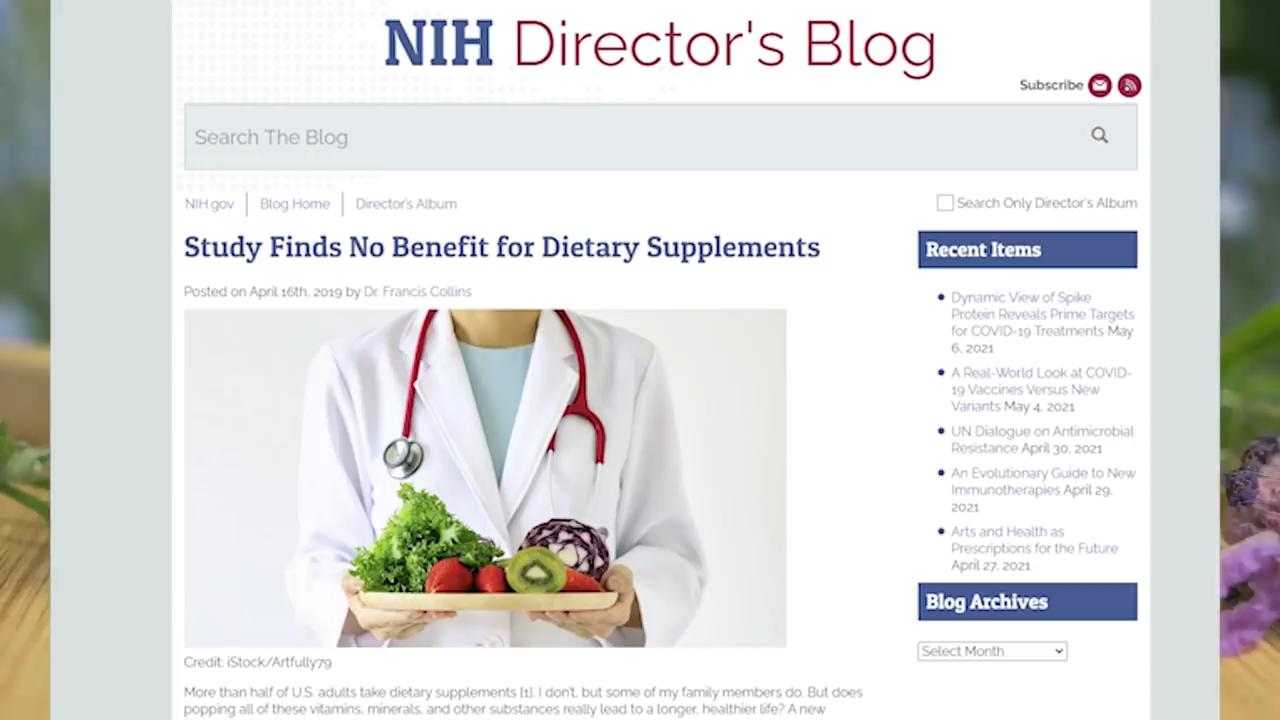 NIH Director's Blog
Subscribe
Search The Blog
NIH.gov
Blog Home
Director's Album
Search Only Director's Album
Study Finds No Benefit for Dietary Supplements
Posted on April 16th, 2019 by Dr. Francis Collins
Credit: iStock/Artfully79
More than half of U.S. adults take dietary supplements [1]. I don't, but some of my family members do. But does
popping all of these vitamins, minerals, and other substances really lead to a longer, healthier life? A new
Recent Items
Dynamic View of Spike
Protein Reveals Prime Targets
for COVID-19 Treatments May
6, 2021
A Real-World Look at COVID-
19 Vaccines Versus New
Variants May 4, 2021
UN Dialogue on Antimicrobial
Resistance April 30, 2021
An Evolutionary Guide to New
Immunotherapies April 29,
2021
Arts and Health as
Prescriptions for the Future
April 27, 2021
Blog Archives
Select Month